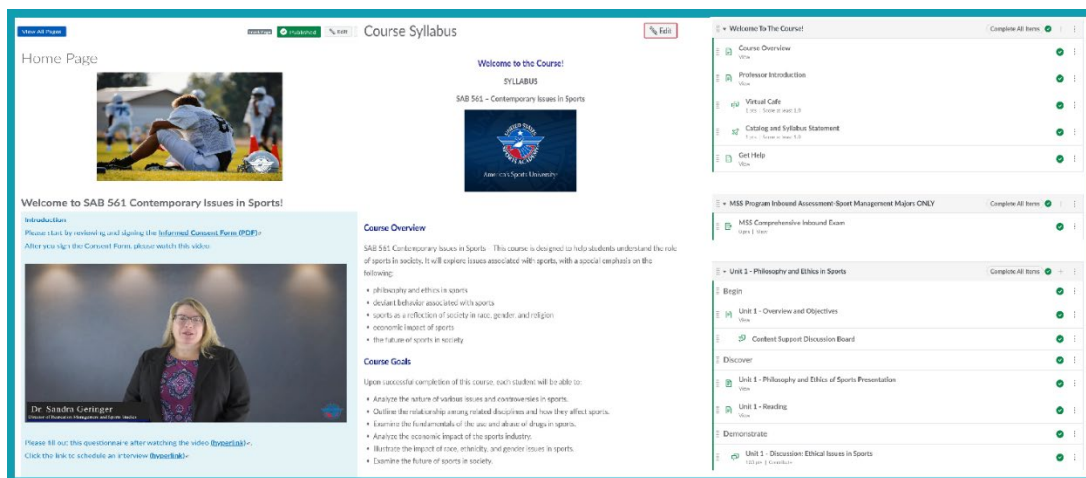 View All Pages
Published
Edit
Home Page
Welcome to SAB 561 Contemporary Issues in Sports!
Introduction
Please start by reviewing and signing the Informed Consent Form (PDF).
After you sign the Consent Form, please watch this video:
Dr. Sandra Geringer
Director of Recreation Management and Sports Studies
Please fill out this questionnaire after watching the video (hyperlink).
Click the link to schedule an interview (hyperlink).
Course Syllabus
Edit
Welcome to the Course!
SYLLABUS
SAB 561 – Contemporary Issues in Sports
UNITED STATES
SPORTS ACADEMY
America's Sports University
Course Overview
SAB 561 Contemporary Issues in Sports This course is designed to help students understand the role
of sports in society. It will explore issues associated with sports, with a special emphasis on the
following:
• philosophy and ethics in sports
• deviant behavior associated with sports
• sports as a reflection of society in race, gender, and religion
• economic impact of sports
• the future of sports in society
Course Goals
Upon successful completion of this course, each student will be able to:
• Analyze the nature of various issues and controversies in sports.
• Outline the relationship among related disciplines and how they affect sports.
• Examine the fundamentals of the use and abuse of drugs in sports.
• Analyze the economic impact of the sports industry.
• Illustrate the impact of race, ethnicity, and gender issues in sports.
• Examine the future of sports in society.
Welcome To The Course!
Complete All Items
Course Overview
View
Professor Introduction
View
Virtual Cafe
Catalog and Syllabus Statement
Get Help
View
MSS Program Inbound Assessment-Sport Management Majors ONLY
Complete All Items
MSS Comprehensive Inbound Exam
View
Unit 1 - Philosophy and Ethics in Sports
Complete All Items
Begin
Unit 1 - Overview and Objectives
View
Content Support Discussion Board
Discover
Unit 1 - Philosophy and Ethics of Sports Presentation
View
Unit 1 - Reading
View
Demonstrate
Unit 1 - Discussion: Ethical Issues in Sports